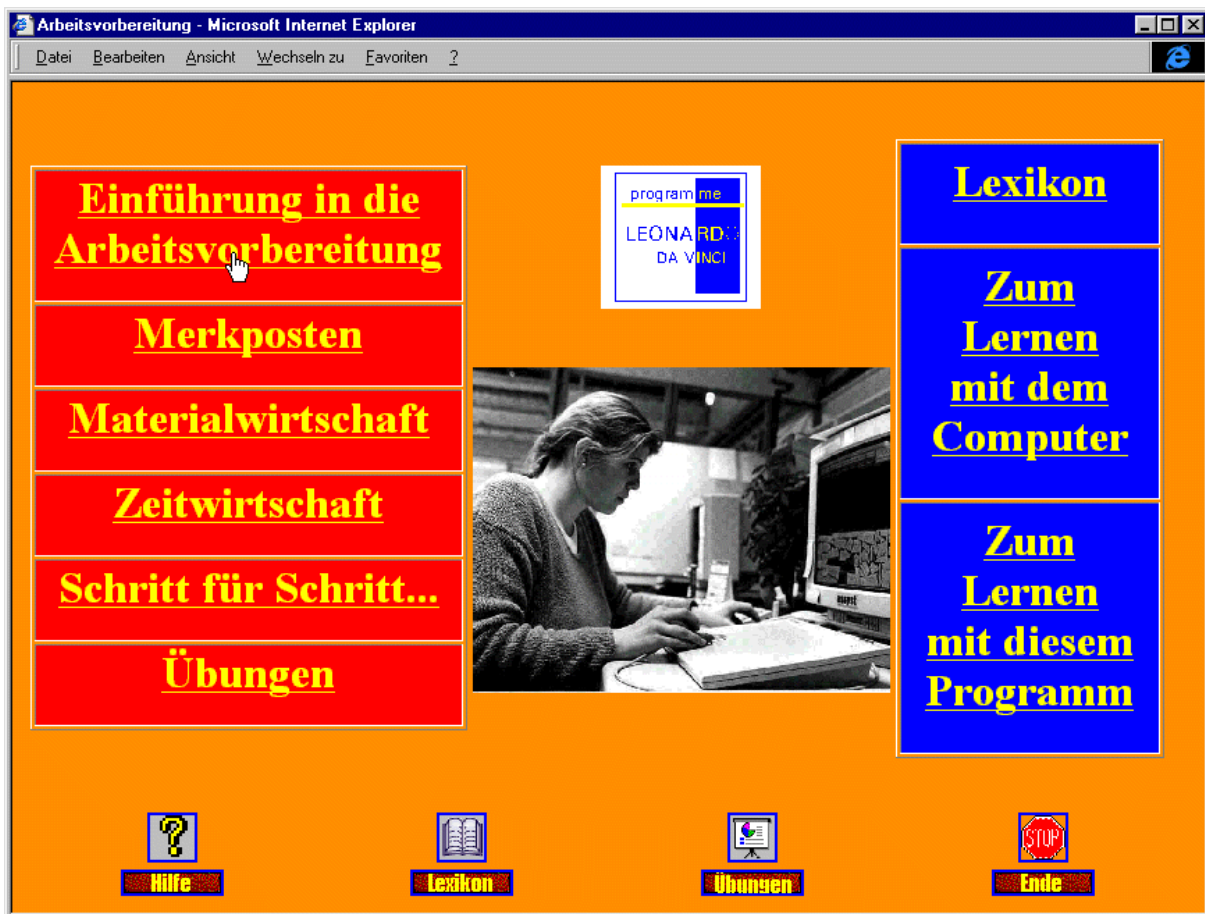 Arbeitsvorbereitung - Microsoft Internet Explorer
Datei Bearbeiten Ansicht Wechseln zu Favoriten ?
Einführung in die
Arbeitsvorbereitung
Merkposten
Materialwirtschaft
Zeitwirtschaft
Schritt für Schritt...
Übungen
programme
LEONARDO
DA VINCI
Lexikon
Zum
Lernen
mit dem
Computer
Zum
Lernen
mit diesem
Programm
STOP
Hilfe
Lexikon
Übungen
Ende